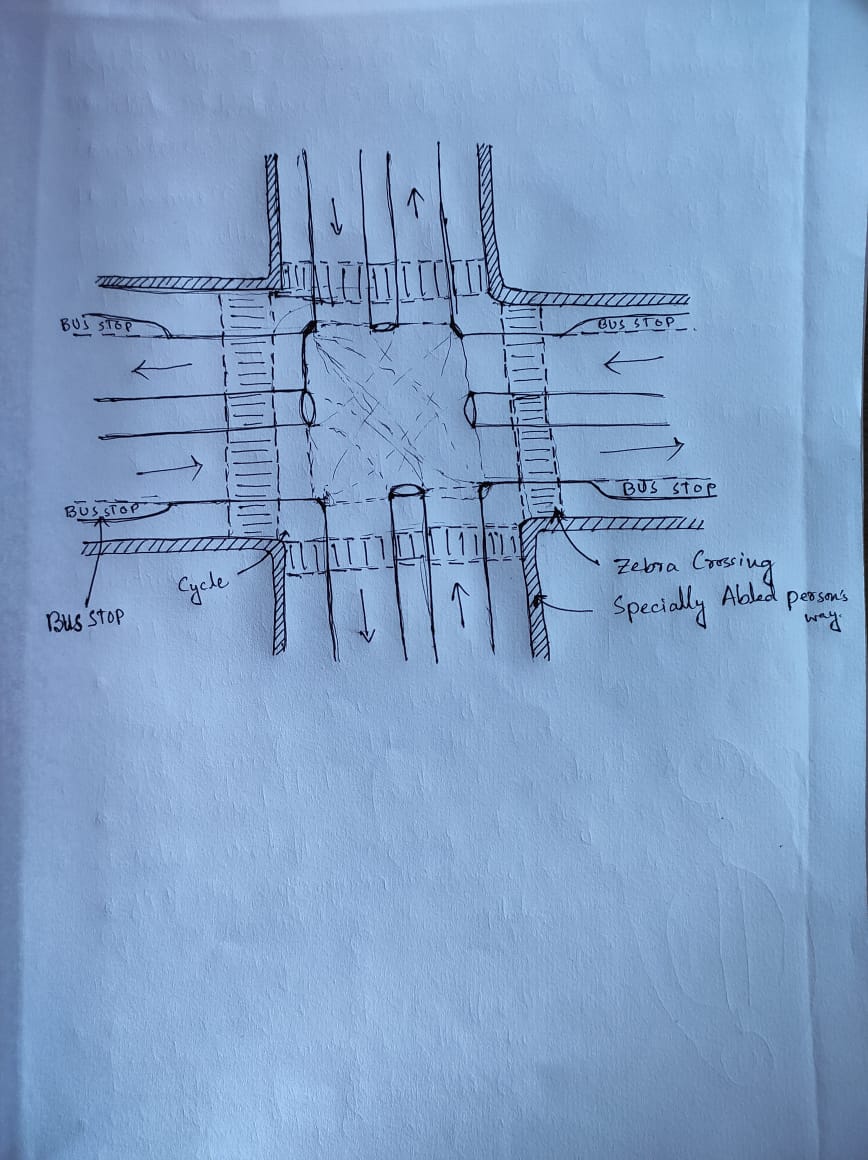 BUS STOP
BUS STOP
BUS STOP
BUS STOP
Cycle
Zebra Crossing
Bus STOP
Specially Abled person's
way.